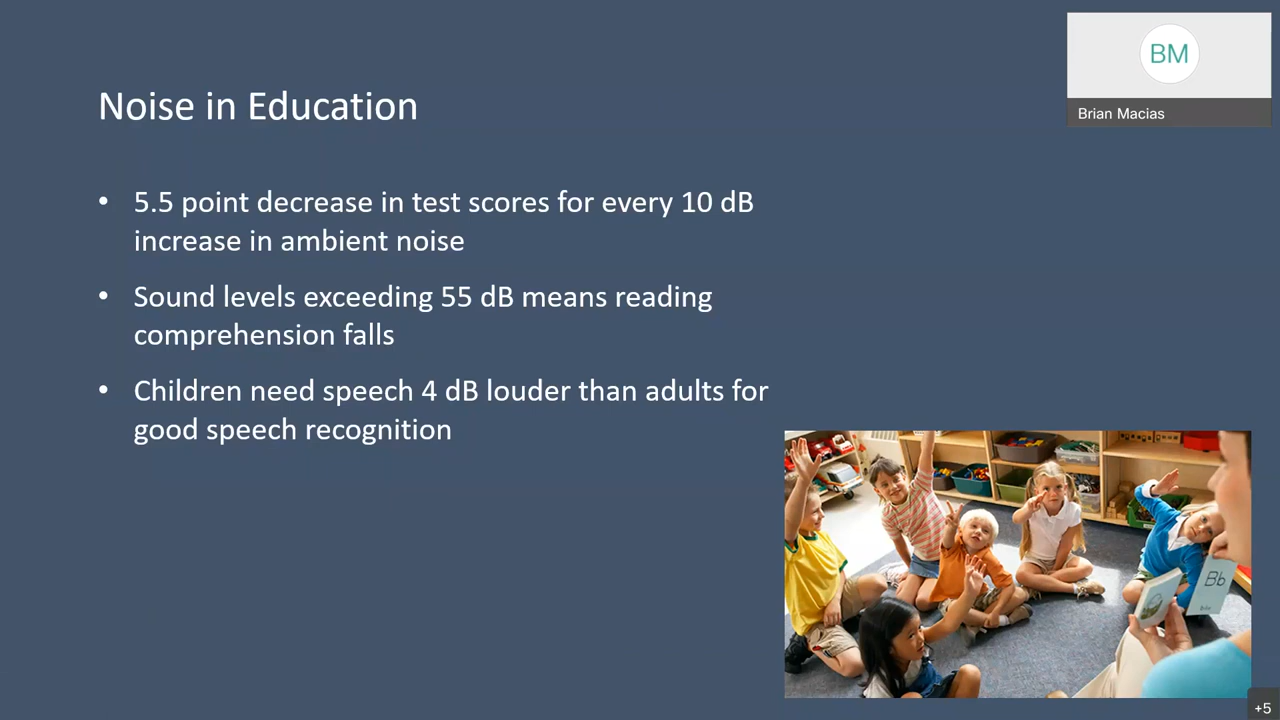 BM
Brian Macias
Noise in Education
• 5.5 point decrease in test scores for every 10 dB
increase in ambient noise
• Sound levels exceeding 55 dB means reading
comprehension falls
• Children need speech 4 dB louder than adults for
good speech recognition
Bb
+5